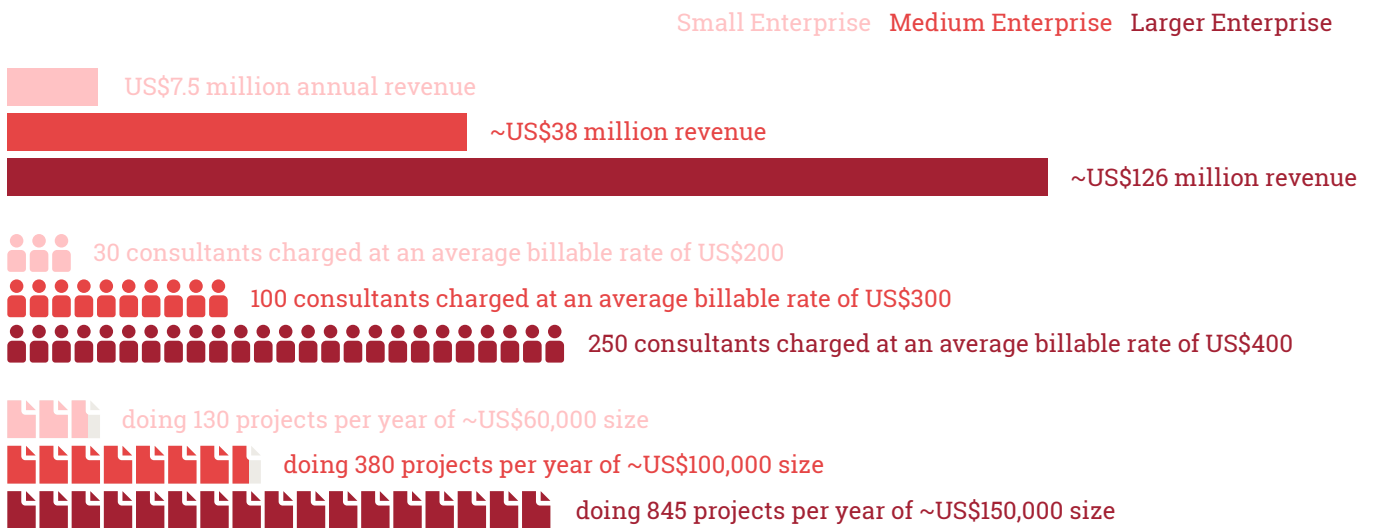 Small Enterprise Medium Enterprise Larger Enterprise
US$7.5 million annual revenue
~US$38 million revenue
~US$126 million revenue
30 consultants charged at an average billable rate of US$200
100 consultants charged at an average billable rate of US$300
250 consultants charged at an average billable rate of US$400
doing 130 projects per year of ~US$60,000 size
doing 380 projects per year of ~US$100,000 size
doing 845 projects per year of ~US$150,000 size